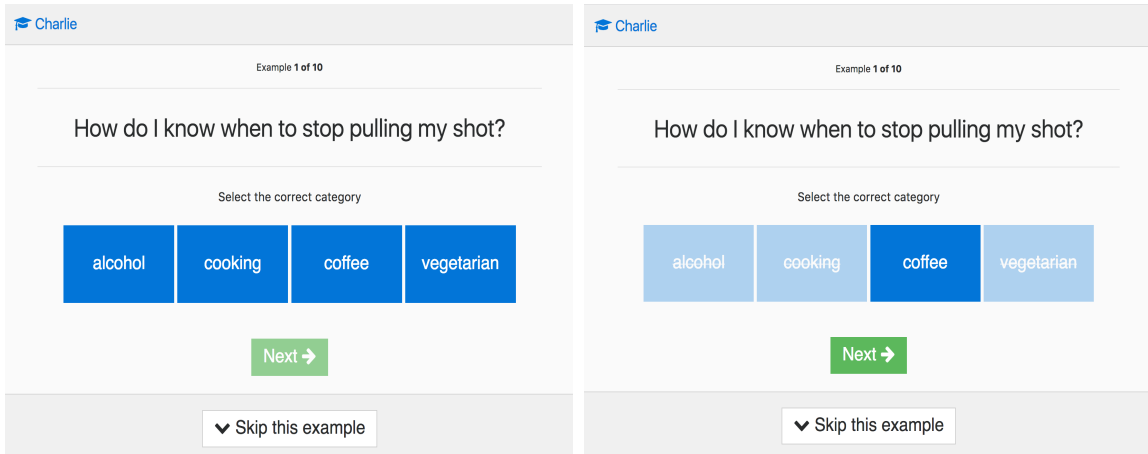 Charlie
Example 1 of 10
How do I know when to stop pulling my shot?
Select the correct category
alcohol cooking coffee vegetarian
Next
Skip this example
Charlie
Example 1 of 10
How do I know when to stop pulling my shot?
Select the correct category
alcohol cooking coffee vegetarian
Next
Skip this example